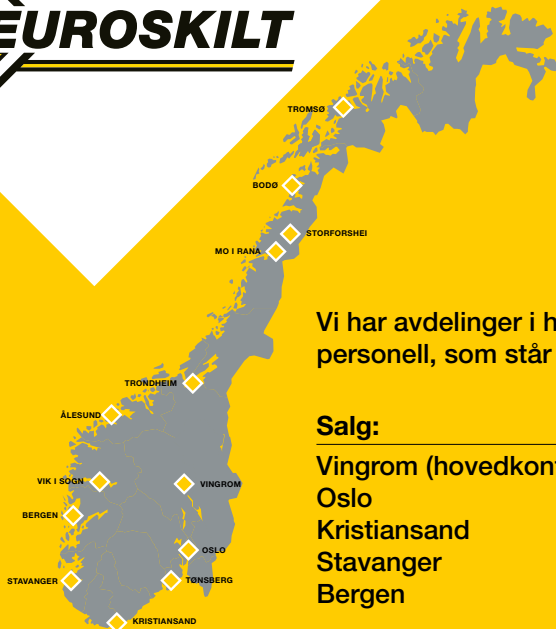 EUROSKILT
TROMSØ
BODØ
STORFORSHEI
MO I RANA
Vi har avdelinger i h
personell, som står
TRONDHEIM
ÅLESUND
Salg:
VIK I SOGN
VINGROM
Vingrom (hovedkont
Oslo
BERGEN
Kristiansand
OSLO
Stavanger
STAVANGER
TØNSBERG
Bergen
KRISTIANSAND